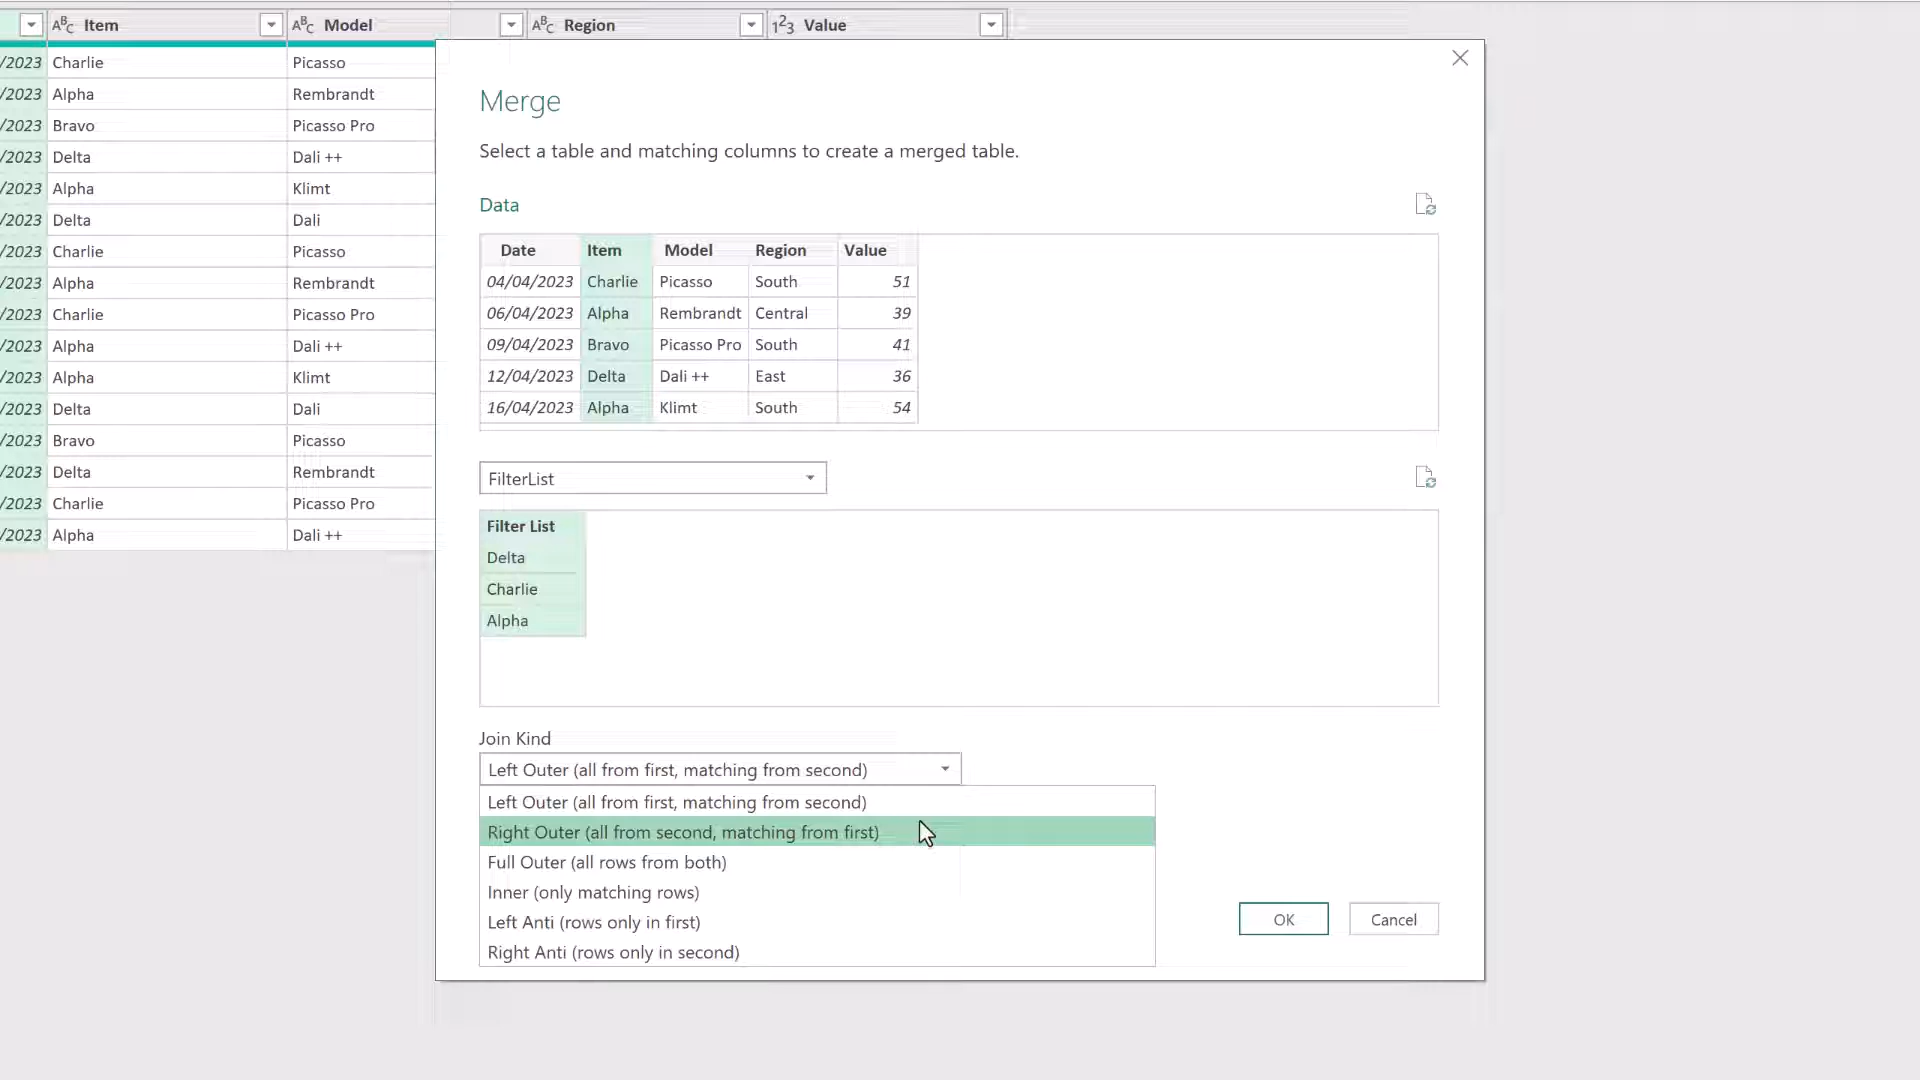 ABC Item ABC Model ABC Region 123 Value
/2023 Charlie Picasso
/2023 Alpha Rembrandt
/2023 Bravo Picasso Pro
/2023 Delta Dali ++
/2023 Alpha Klimt
/2023 Delta Dali
/2023 Charlie Picasso
/2023 Alpha Rembrandt
/2023 Charlie Picasso Pro
/2023 Alpha Dali ++
/2023 Alpha Klimt
/2023 Delta Dali
/2023 Bravo Picasso
/2023 Delta Rembrandt
/2023 Charlie Picasso Pro
/2023 Alpha Dali ++
Merge
Select a table and matching columns to create a merged table.
Data
Date Item Model Region Value
04/04/2023 Charlie Picasso South 51
06/04/2023 Alpha Rembrandt Central 39
09/04/2023 Bravo Picasso Pro South 41
12/04/2023 Delta Dali ++ East 36
16/04/2023 Alpha Klimt South 54
FilterList
Filter List
Delta
Charlie
Alpha
Join Kind
Left Outer (all from first, matching from second)
Left Outer (all from first, matching from second)
Right Outer (all from second, matching from first)
Full Outer (all rows from both)
Inner (only matching rows)
Left Anti (rows only in first)
Right Anti (rows only in second)
OK Cancel